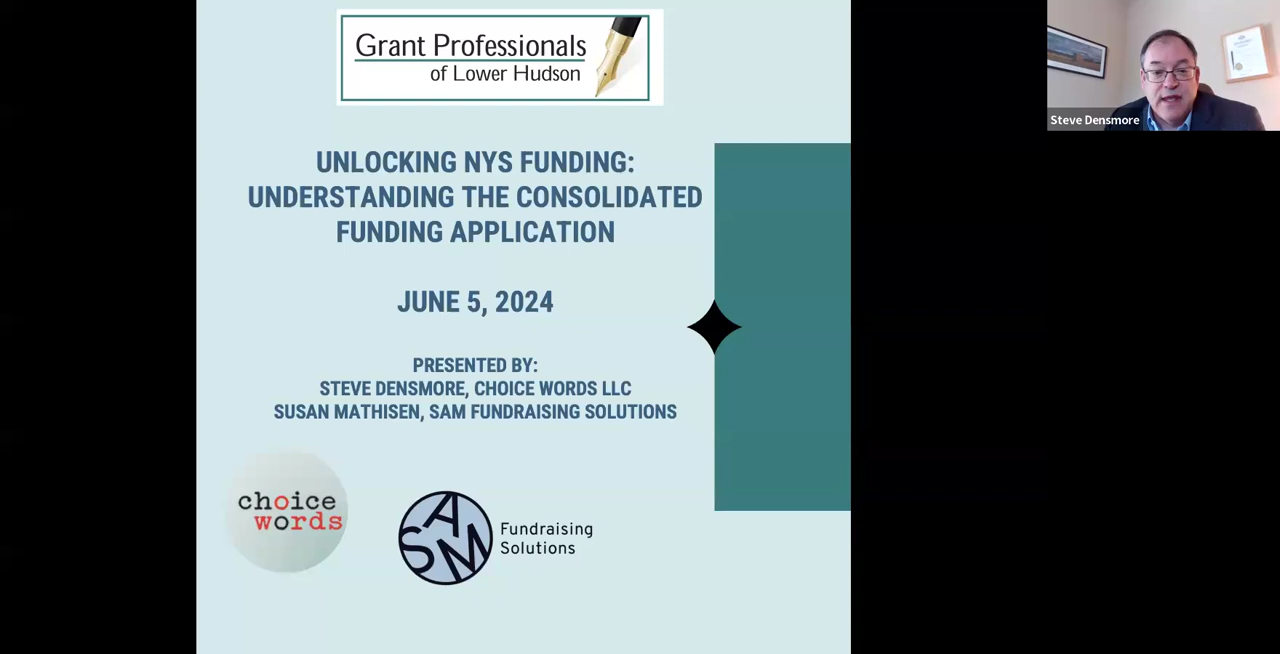 Grant Professionals
of Lower Hudson
Steve Densmore
UNLOCKING NYS FUNDING:
UNDERSTANDING THE CONSOLIDATED
FUNDING APPLICATION
JUNE 5, 2024
PRESENTED BY:
STEVE DENSMORE, CHOICE WORDS LLC
SUSAN MATHISEN, SAM FUNDRAISING SOLUTIONS
choice
words
SAM
Fundraising
Solutions